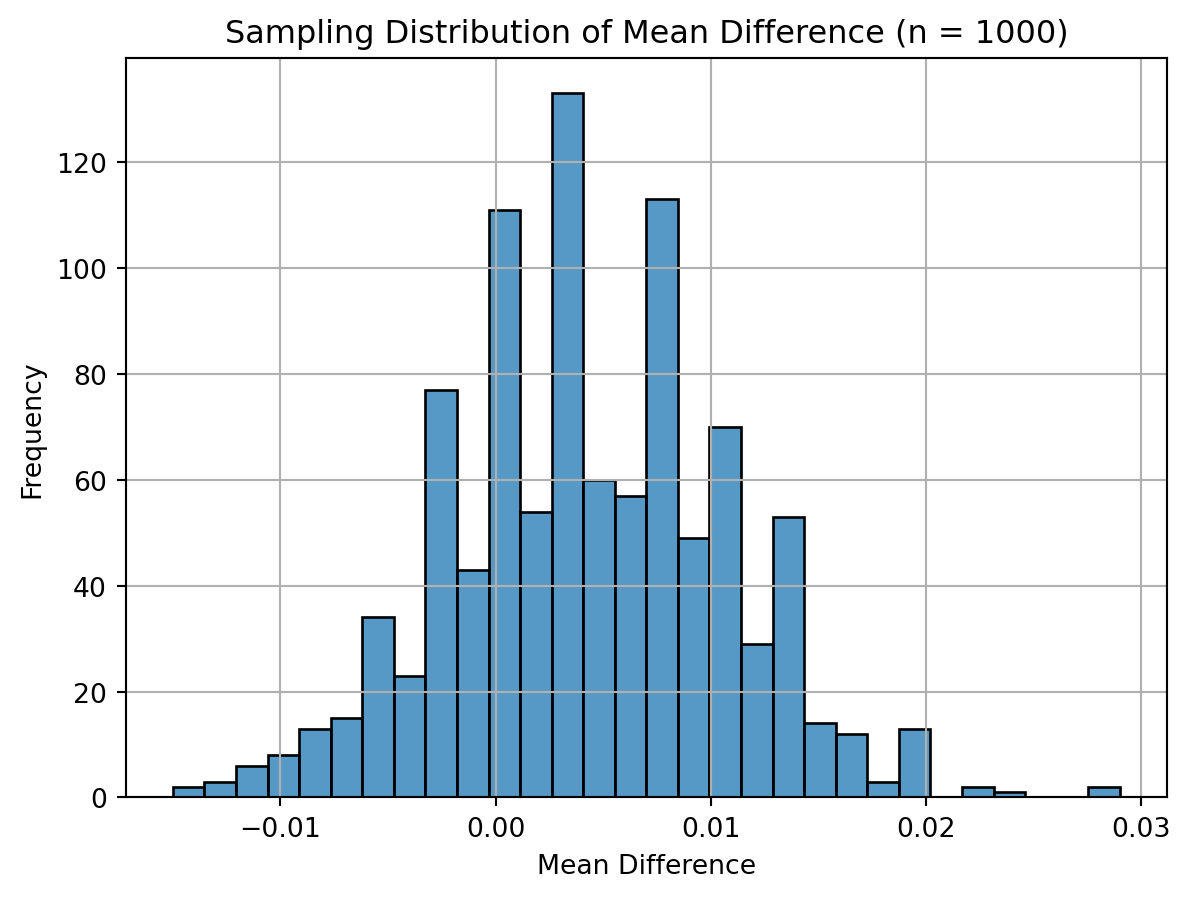 Sampling Distribution of Mean Difference (n = 1000)
Frequency
120
100
80
60
40
20
0
−0.01 0.00 0.01 0.02 0.03
Mean Difference